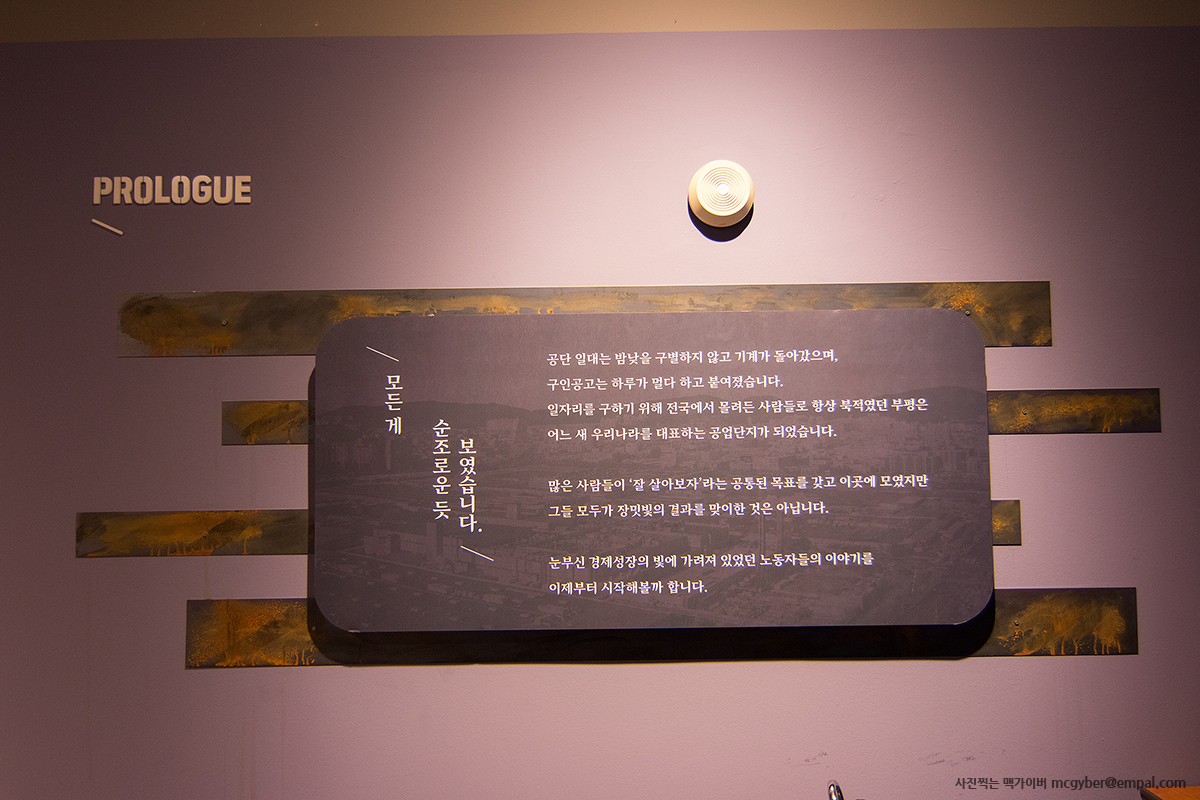 PROLOGUE
모든 게
순조로운 듯
보였습니다.
공단 일대는 밤낮을 구별하지 않고 기계가 돌아갔으며,
구인공고는 하루가 멀다 하고 붙여졌습니다.
일자리를 구하기 위해 전국에서 몰려든 사람들로 항상 북적였던 부평은
어느 새 우리나라를 대표하는 공업단지가 되었습니다.
많은 사람들이 ‘잘 살아보자’라는 공통된 목표를 갖고 이곳에 모였지만
그들 모두가 장밋빛의 결과를 맞이한 것은 아닙니다.
눈부신 경제성장의 빛에 가려져 있었던 노동자들의 이야기를
이제부터 시작해볼까 합니다.
사진찍는 맥가이버 mcgyber@empal.com